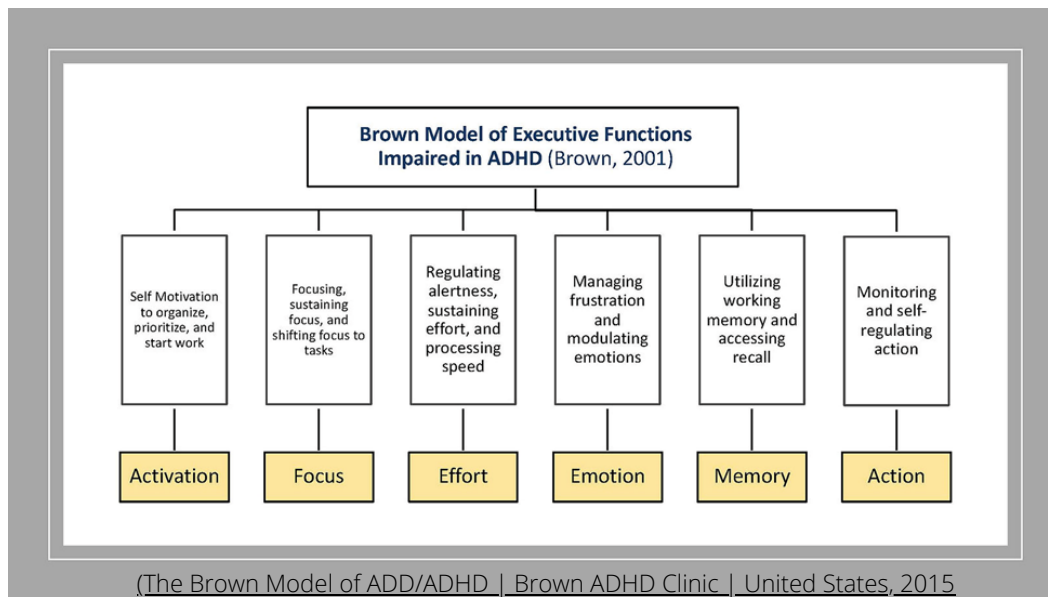 Brown Model of Executive Functions
Impaired in ADHD (Brown, 2001)
Self Motivation
to organize,
prioritize, and
start work
Focusing,
sustaining
focus, and
shifting focus to
tasks
Regulating
alertness,
sustaining
effort, and
processing
speed
Managing
frustration
and
modulating
emotions
Utilizing
working
memory and
accessing
recall
Monitoring
and self-
regulating
action
Activation
Focus
Effort
Emotion
Memory
Action
(The Brown Model of ADD/ADHD | Brown ADHD Clinic | United States, 2015